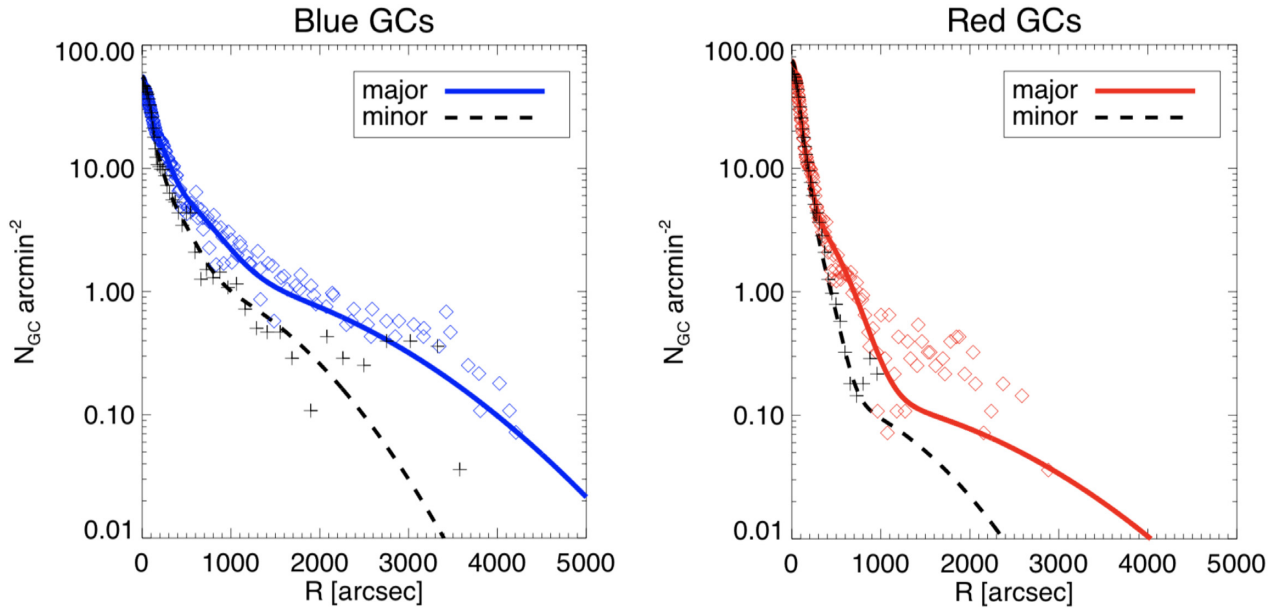 Blue GCs
100.00
10.00
1.00
0.10
0.01
N_GC arcmin^-2
major
minor
0 1000 2000 3000 4000 5000
R [arcsec]
Red GCs
100.00
10.00
1.00
0.10
0.01
N_GC arcmin^-2
major
minor
0 1000 2000 3000 4000 5000
R [arcsec]